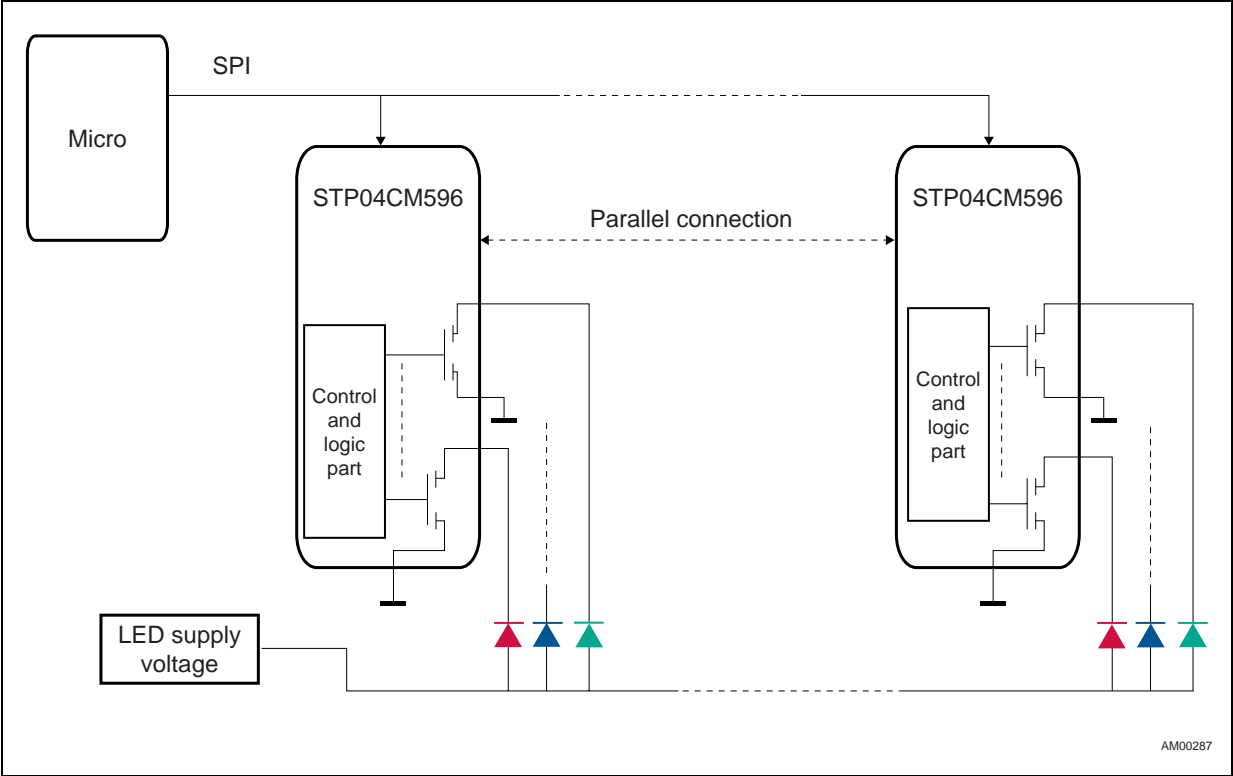 SPI
Micro
STP04CM596
STP04CM596
Parallel connection
Control
and
logic
part
Control
and
logic
part
LED supply
voltage
AM00287